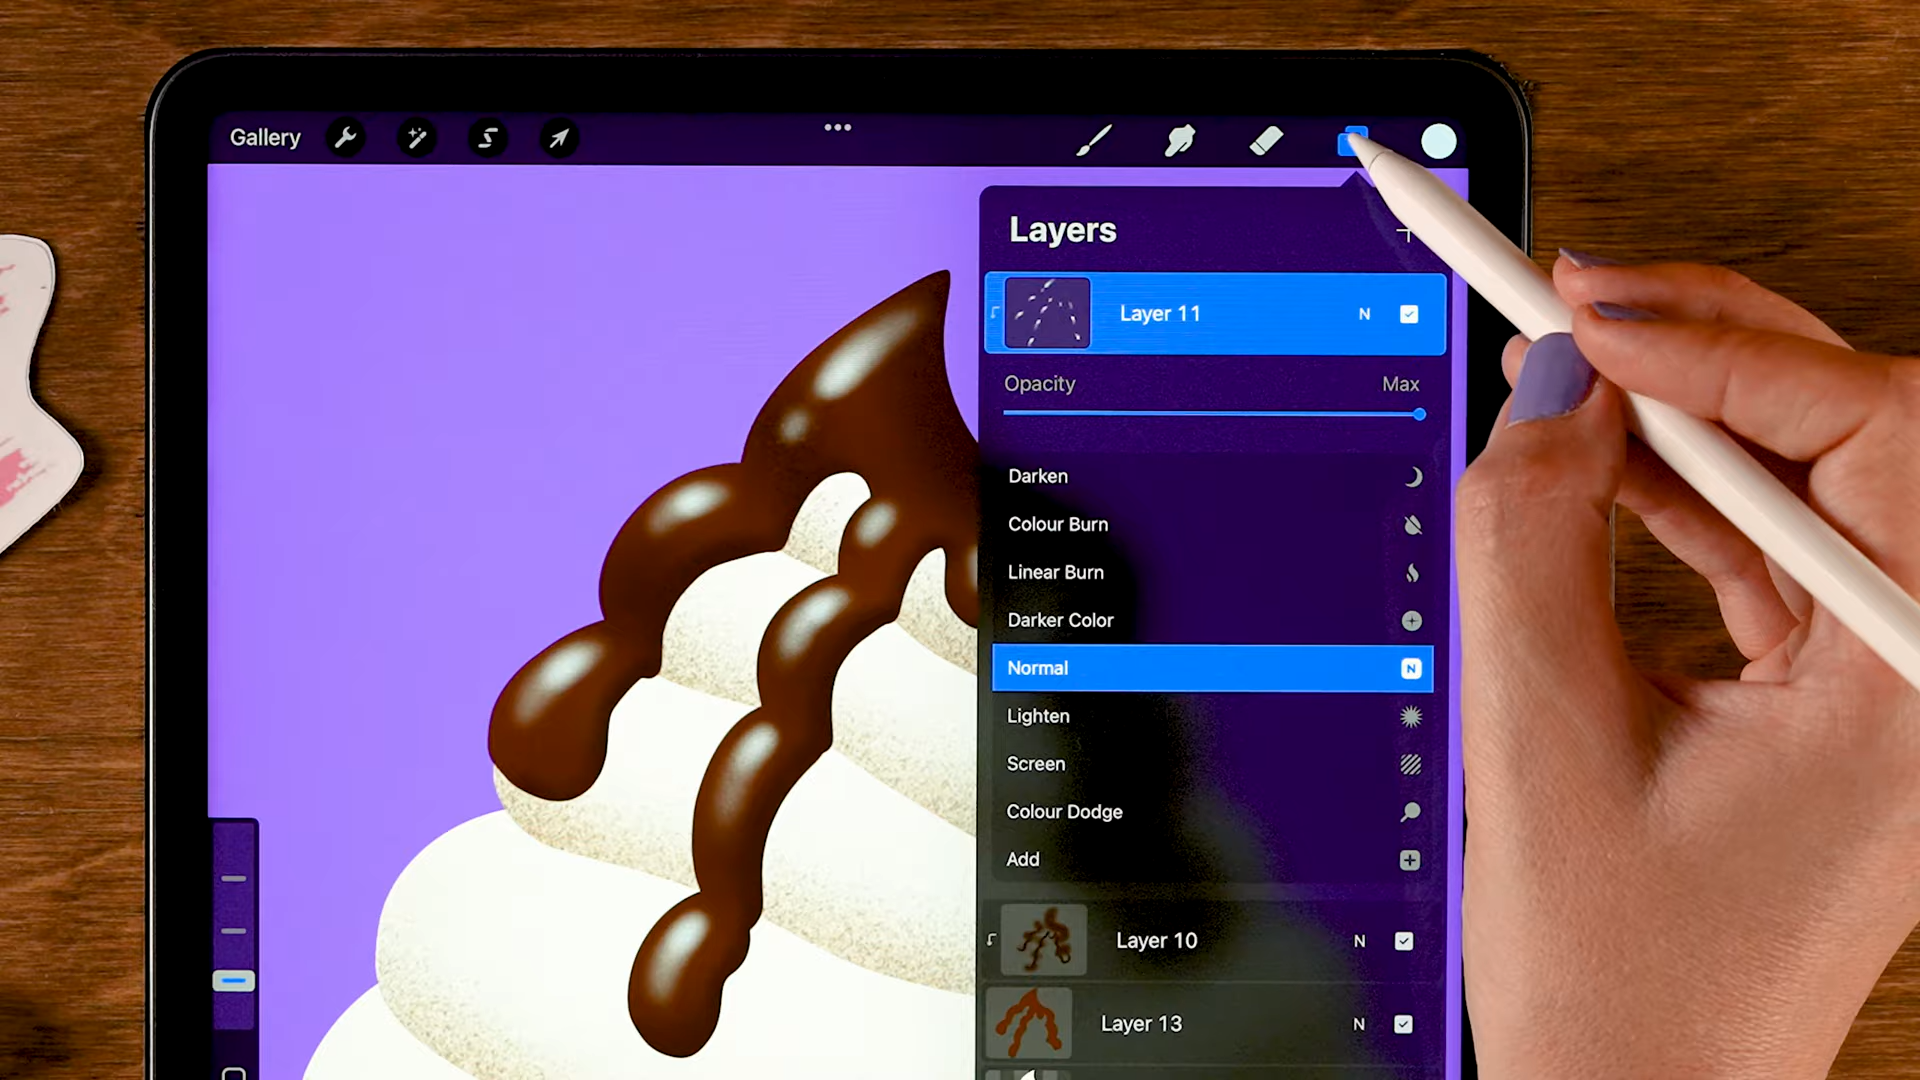 Gallery
Layers
Layer 11 N
Opacity Max
Darken
Colour Burn
Linear Burn
Darker Color
Normal N
Lighten
Screen
Colour Dodge
Add
Layer 10 N
Layer 13 N